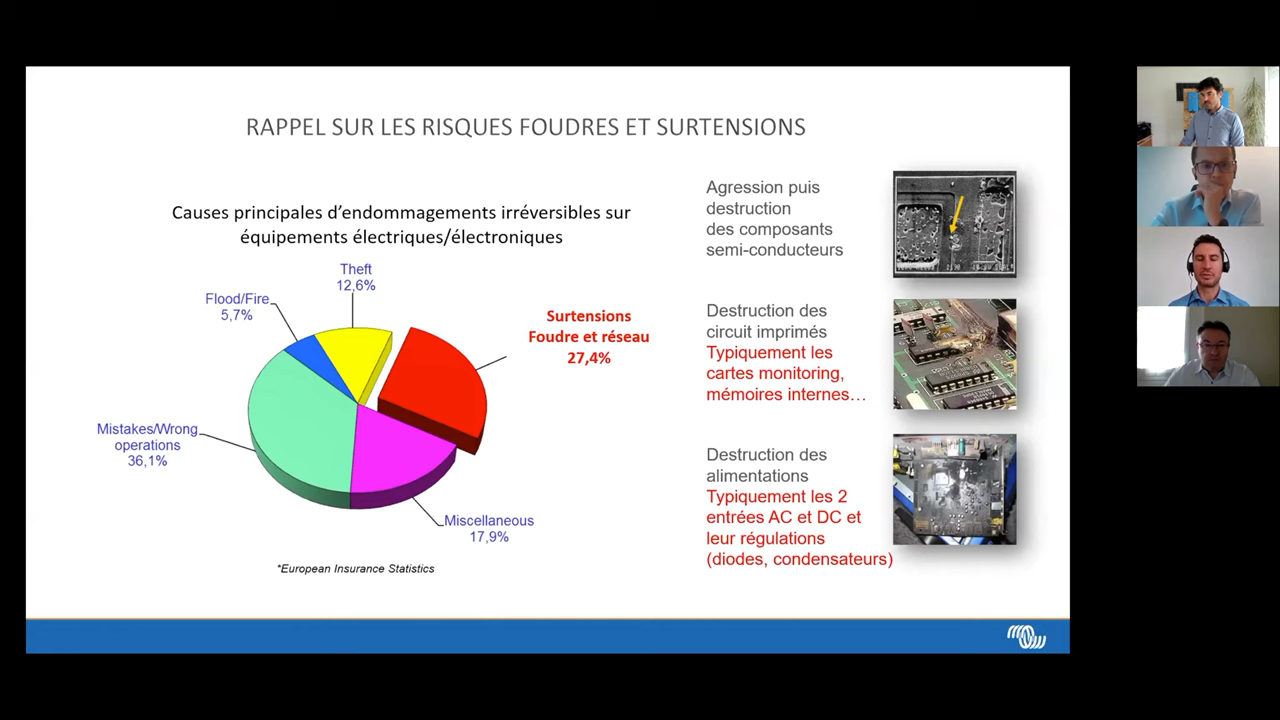 RAPPEL SUR LES RISQUES FOUDRES ET SURTENSIONS
Causes principales d’endommagements irréversibles sur
équipements électriques/électroniques
Theft
12,6%
Flood/Fire
5,7%
Surtensions
Foudre et réseau
27,4%
Mistakes/Wrong
operations
36,1%
Miscellaneous
17,9%
*European Insurance Statistics
Agression puis
destruction
des composants
semi-conducteurs
Destruction des
circuit imprimés
Typiquement les
cartes monitoring,
mémoires internes…
Destruction des
alimentations
Typiquement les 2
entrées AC et DC et
leur régulations
(diodes, condensateurs)